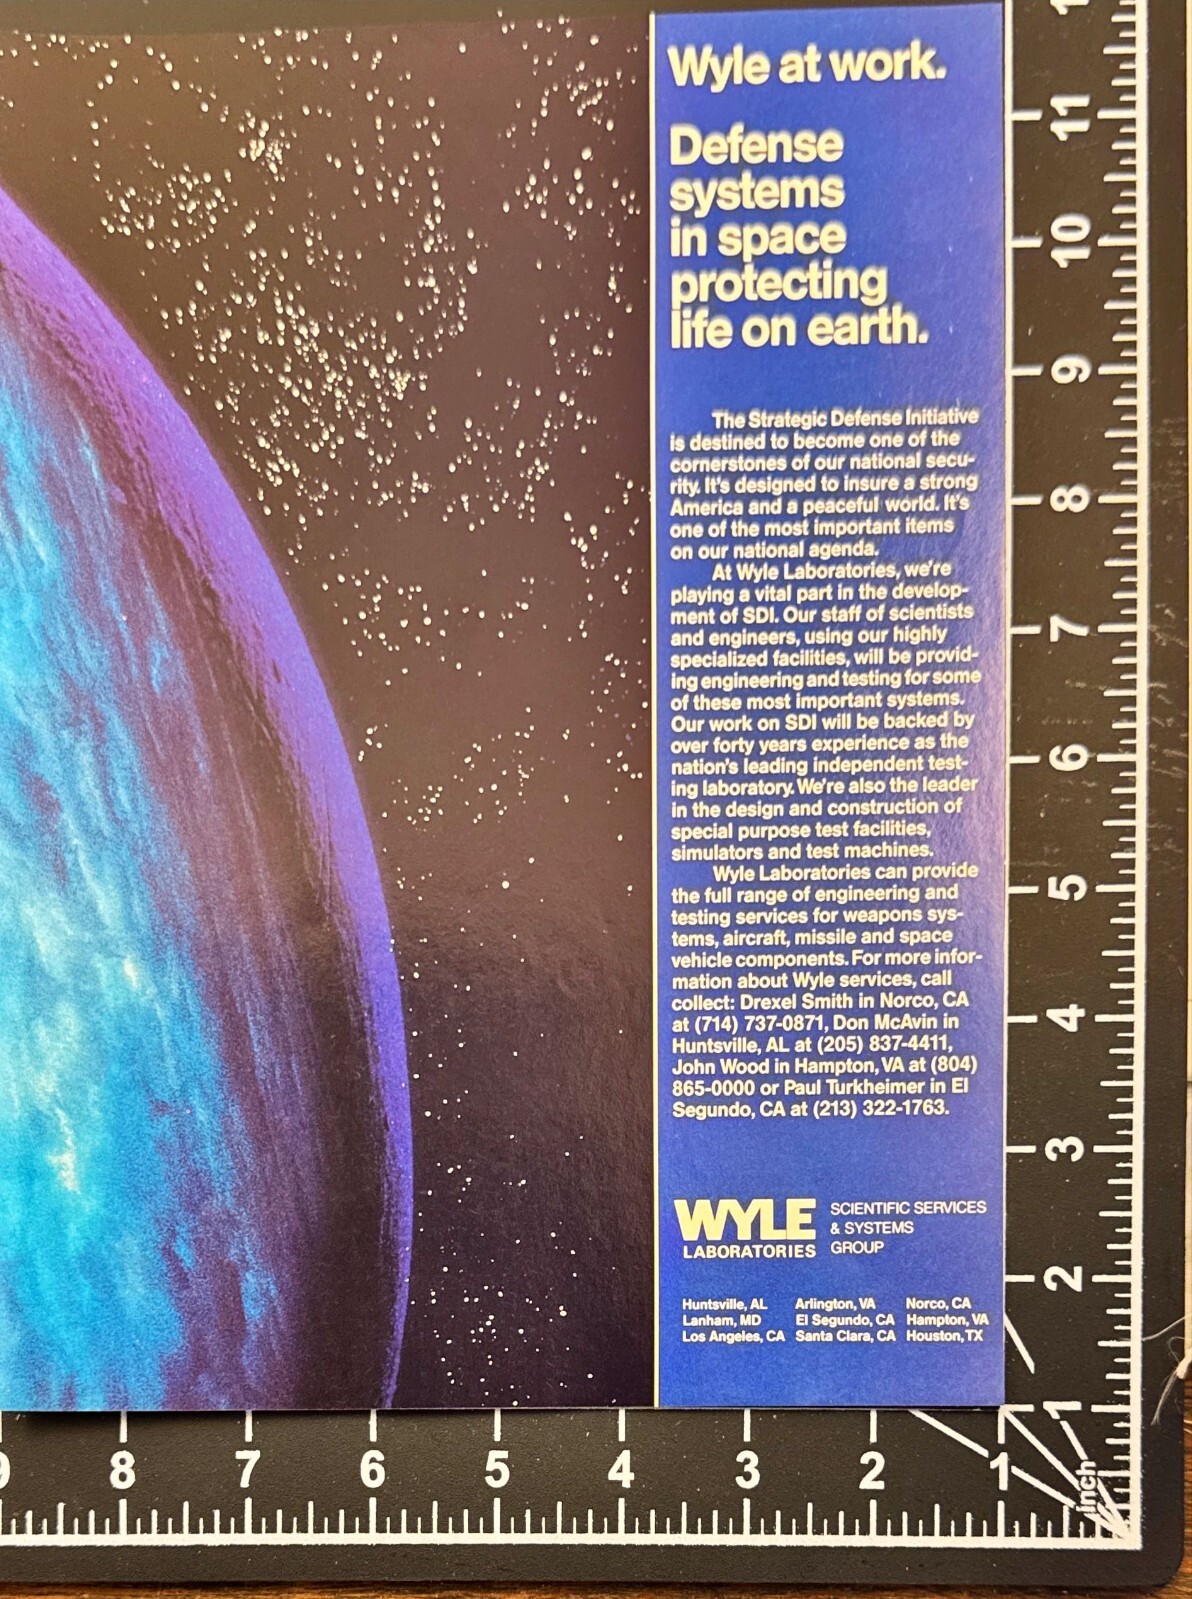 Wyle at work.
Defense
systems
in space
protecting
life on earth.
The Strategic Defense Initiative
is destined to become one of the
cornerstones of our national secu-
rity. It's designed to insure a strong
America and a peaceful world. It's
one of the most important items
on our national agenda.
At Wyle Laboratories, we're
playing a vital part in the develop-
ment of SDI. Our staff of scientists
and engineers, using our highly
specialized facilities, will be provid-
ing engineering and testing for some
of these most important systems.
Our work on SDI will be backed by
over forty years experience as the
nation's leading independent test-
ing laboratory. We're also the leader
in the design and construction of
special purpose test facilities,
simulators and test machines.
Wyle Laboratories can provide
the full range of engineering and
testing services for weapons sys-
tems, aircraft, missile and space
vehicle components. For more infor-
mation about Wyle services, call
collect: Drexel Smith in Norco, CA
at (714) 737-0871, Don McAvin in
Huntsville, AL at (205) 837-4411,
John Wood in Hampton, VA at (804)
865-0000 or Paul Turkheimer in El
Segundo, CA at (213) 322-1763.
WYLE
LABORATORIES
SCIENTIFIC SERVICES
& SYSTEMS
GROUP
Huntsville, AL Arlington, VA Norco, CA
Lanham, MD El Segundo, CA Hampton, VA
Los Angeles, CA Santa Clara, CA Houston, TX
11
10
9
8
7
6
5
4
3
2
1
inch
9 8 7 6 5 4 3 2 1